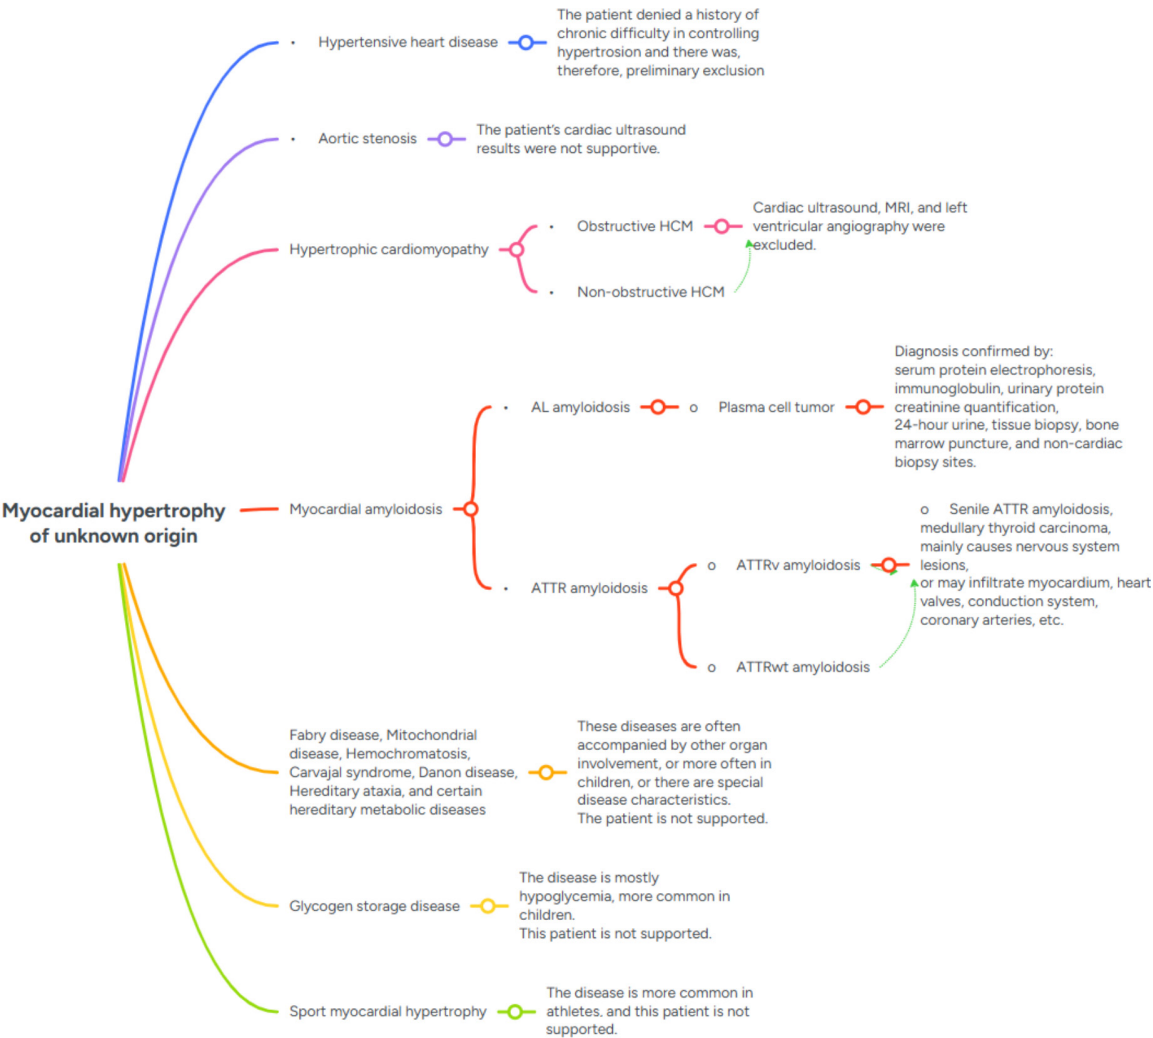 • Hypertensive heart disease
The patient denied a history of
chronic difficulty in controlling
hypertrosion and there was,
therefore, preliminary exclusion
• Aortic stenosis
The patient's cardiac ultrasound
results were not supportive.
Hypertrophic cardiomyopathy
• Obstructive HCM
Cardiac ultrasound, MRI, and left
ventricular angiography were
excluded.
• Non-obstructive HCM
Myocardial hypertrophy
of unknown origin
Myocardial amyloidosis
• AL amyloidosis
o Plasma cell tumor
Diagnosis confirmed by:
serum protein electrophoresis,
immunoglobulin, urinary protein
creatinine quantification,
24-hour urine, tissue biopsy, bone
marrow puncture, and non-cardiac
biopsy sites.
• ATTR amyloidosis
o ATTRv amyloidosis
o Senile ATTR amyloidosis,
medullary thyroid carcinoma,
mainly causes nervous system
lesions,
or may infiltrate myocardium, heart
valves, conduction system,
coronary arteries, etc.
o ATTRwt amyloidosis
Fabry disease, Mitochondrial
disease, Hemochromatosis,
Carvajal syndrome, Danon disease,
Hereditary ataxia, and certain
hereditary metabolic diseases
These diseases are often
accompanied by other organ
involvement, or more often in
children, or there are special
disease characteristics.
The patient is not supported.
Glycogen storage disease
The disease is mostly
hypoglycemia, more common in
children.
This patient is not supported.
Sport myocardial hypertrophy
The disease is more common in
athletes. and this patient is not
supported.